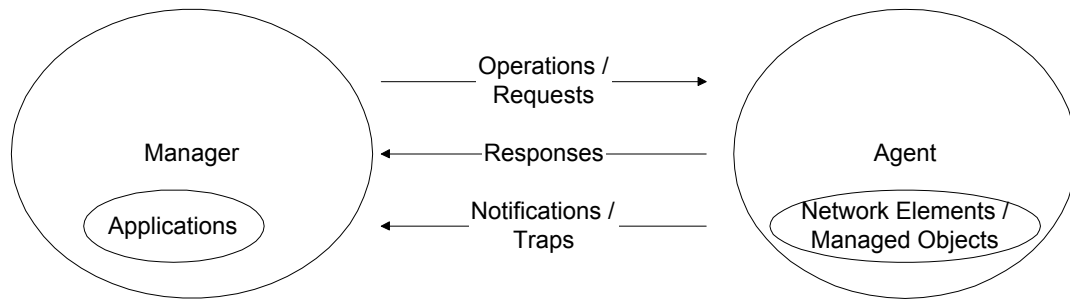 Operations /
Requests
Manager
Responses
Agent
Applications
Notifications /
Traps
Network Elements /
Managed Objects